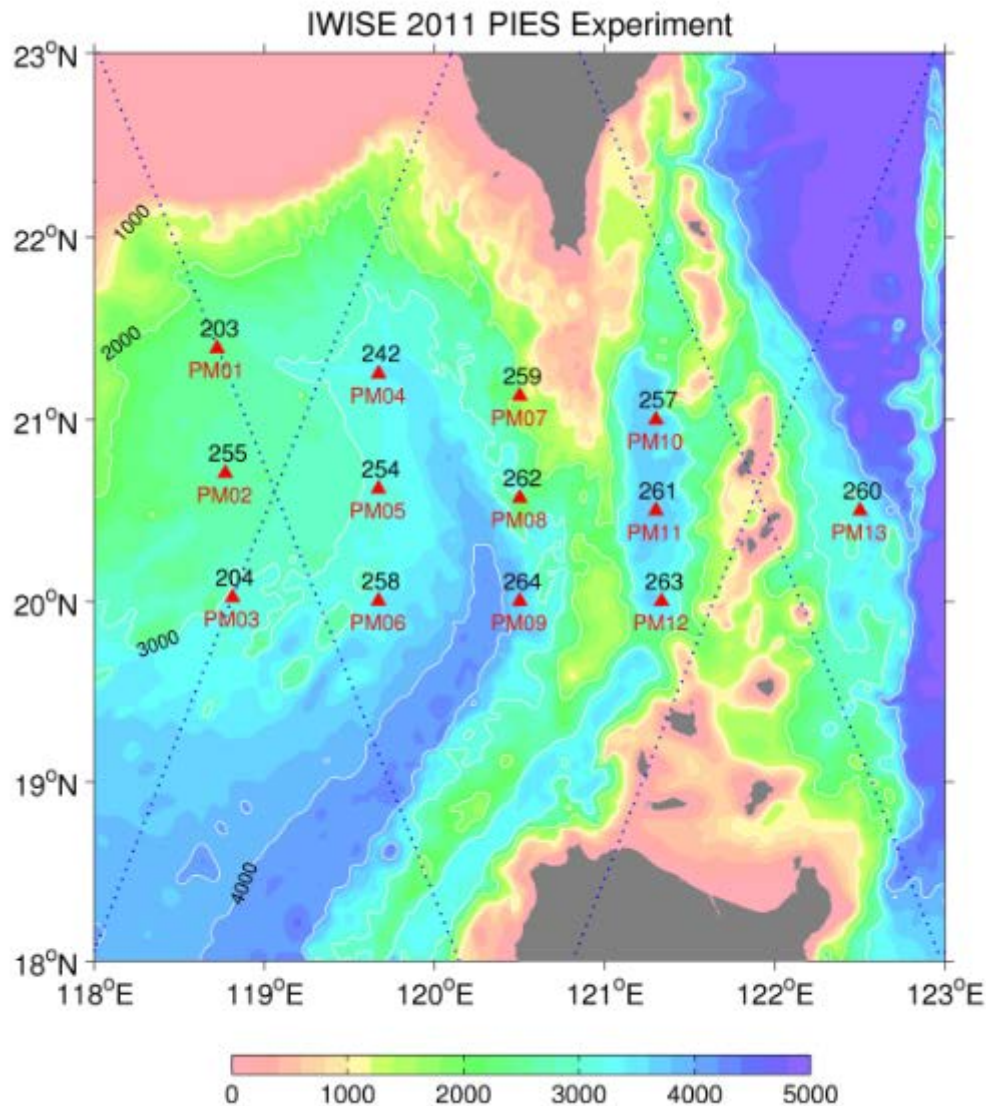 IWISE 2011 PIES Experiment
23°N
22°N
21°N
20°N
19°N
18°N
1000
2000
203
PM01
242
PM04
259
PM07
257
PM10
255
PM02
254
PM05
262
PM08
261
PM11
260
PM13
204
PM03
258
PM06
264
PM09
263
PM12
3000
4000
118°E 119°E 120°E 121°E 122°E 123°E
0 1000 2000 3000 4000 5000